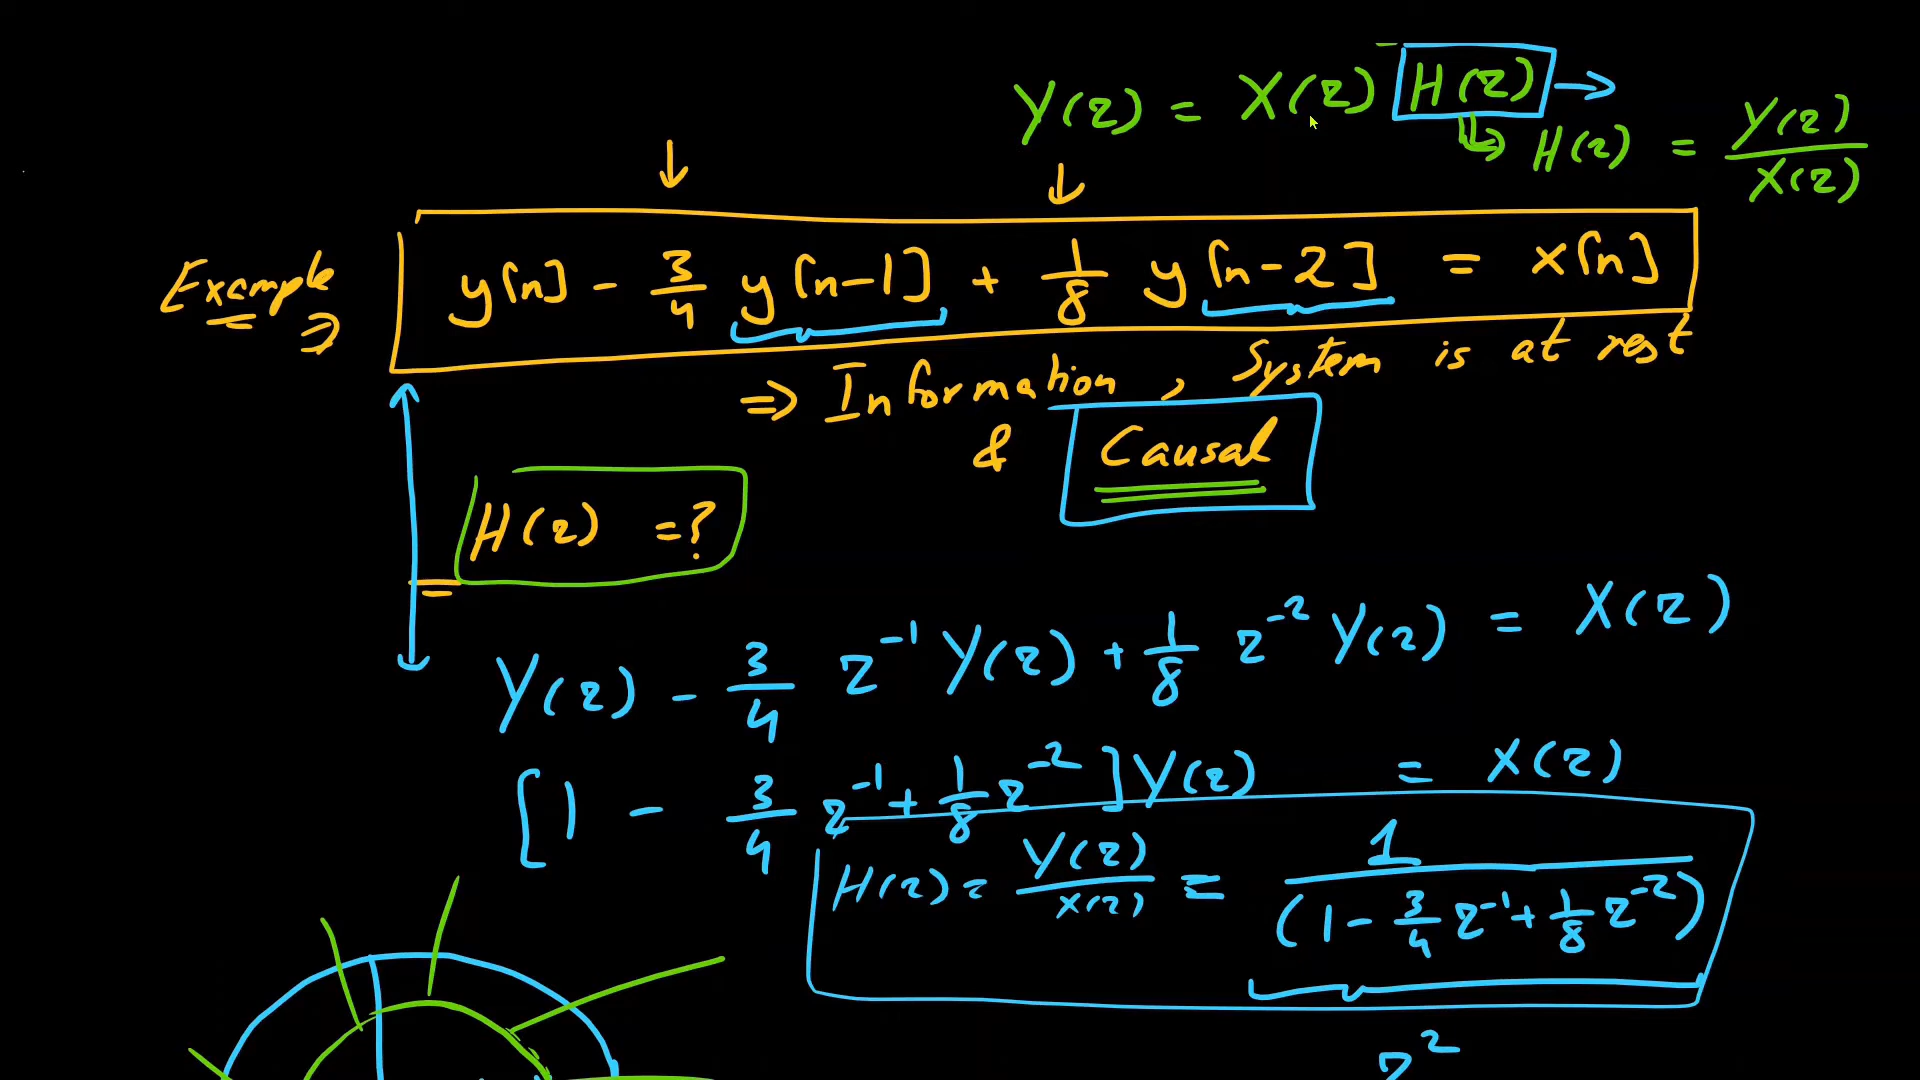 Y(z) = X(z) H(z) →
↳ H(z) = Y(z)/X(z)
Example ⇒ y[n] - 3/4 y[n-1] + 1/8 y[n-2] = x[n]
⇒ Information, System is at rest
& Causal
H(z) = ?
Y(z) - 3/4 z^-1 Y(z) + 1/8 z^-2 Y(z) = X(z)
[1 - 3/4 z^-1 + 1/8 z^-2] Y(z) = X(z)
H(z) = Y(z)/X(z) = 1/(1 - 3/4 z^-1 + 1/8 z^-2)
z^2